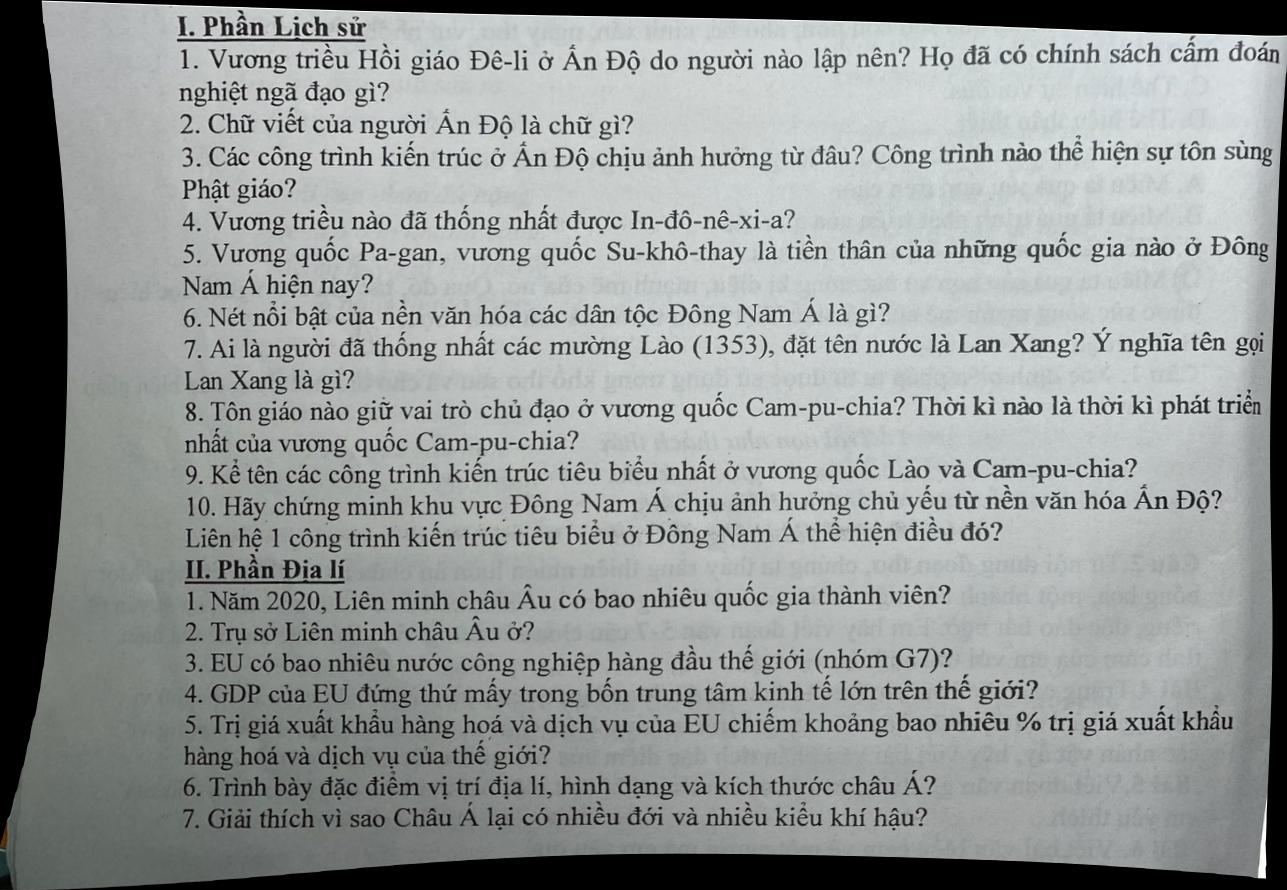 I. Phần Lịch sử
1. Vương triều Hồi giáo Đê-li ở Ấn Độ do người nào lập nên? Họ đã có chính sách cấm đoán
nghiệt ngã đạo gì?
2. Chữ viết của người Ấn Độ là chữ gì?
3. Các công trình kiến trúc ở Ấn Độ chịu ảnh hưởng từ đâu? Công trình nào thể hiện sự tôn sùng
Phật giáo?
4. Vương triều nào đã thống nhất được In-đô-nê-xi-a?
5. Vương quốc Pa-gan, vương quốc Su-khô-thay là tiền thân của những quốc gia nào ở Đông
Nam Á hiện nay?
6. Nét nổi bật của nền văn hóa các dân tộc Đông Nam Á là gì?
7. Ai là người đã thống nhất các mường Lào (1353), đặt tên nước là Lan Xang? Ý nghĩa tên gọi
Lan Xang là gì?
8. Tôn giáo nào giữ vai trò chủ đạo ở vương quốc Cam-pu-chia? Thời kì nào là thời kì phát triển
nhất của vương quốc Cam-pu-chia?
9. Kể tên các công trình kiến trúc tiêu biểu nhất ở vương quốc Lào và Cam-pu-chia?
10. Hãy chứng minh khu vực Đông Nam Á chịu ảnh hưởng chủ yếu từ nền văn hóa Ấn Độ?
Liên hệ 1 công trình kiến trúc tiêu biểu ở Đông Nam Á thể hiện điều đó?
II. Phần Địa lí
1. Năm 2020, Liên minh châu Âu có bao nhiêu quốc gia thành viên?
2. Trụ sở Liên minh châu Âu ở?
3. EU có bao nhiêu nước công nghiệp hàng đầu thế giới (nhóm G7)?
4. GDP của EU đứng thứ mấy trong bốn trung tâm kinh tế lớn trên thế giới?
5. Trị giá xuất khẩu hàng hoá và dịch vụ của EU chiếm khoảng bao nhiêu % trị giá xuất khẩu
hàng hoá và dịch vụ của thế giới?
6. Trình bày đặc điểm vị trí địa lí, hình dạng và kích thước châu Á?
7. Giải thích vì sao Châu Á lại có nhiều đới và nhiều kiểu khí hậu?